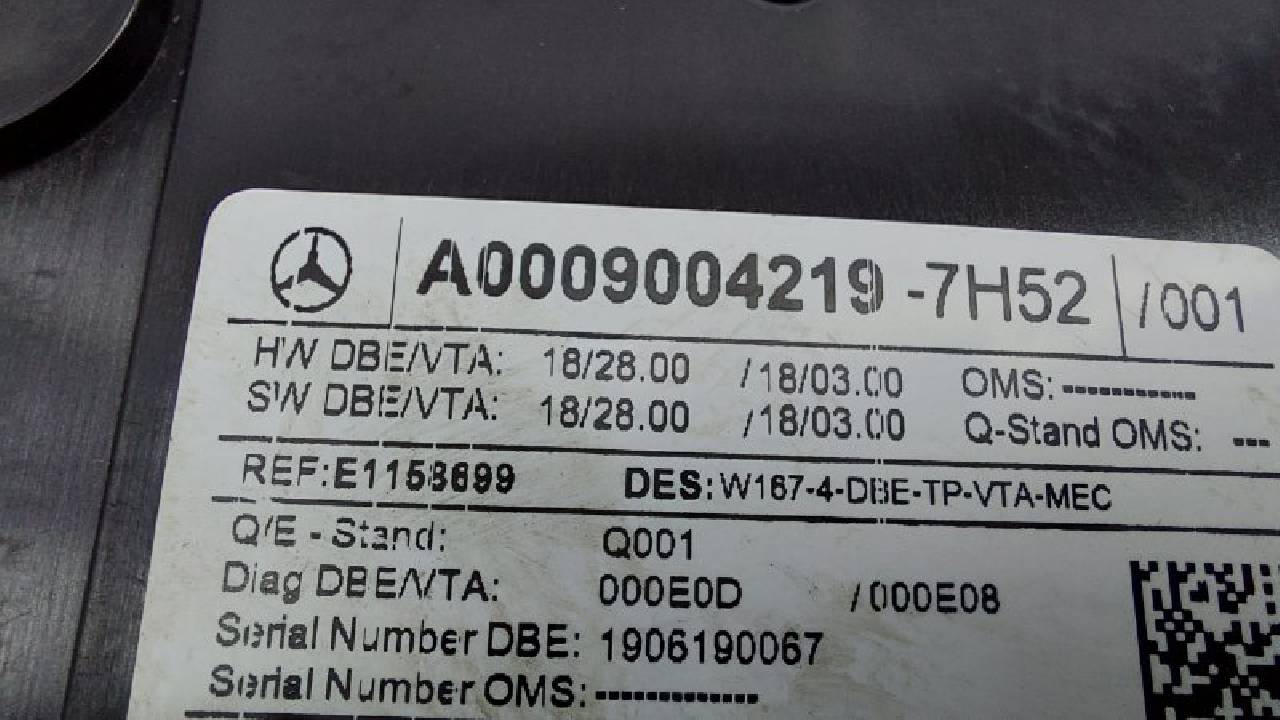 A0009004219 -7H52 /001
HW DBE/VTA: 18/28.00 /18/03.00 OMS:------------
SW DBE/VTA: 18/28.00 /18/03.00 Q-Stand OMS: ---
REF:E1158699 DES:W167-4-DBE-TP-VTA-MEC
Q/E - Stand: Q001
Diag DBE/VTA: 000E0D /000E08
Serial Number DBE: 1906190067
Serial Number OMS:--------------